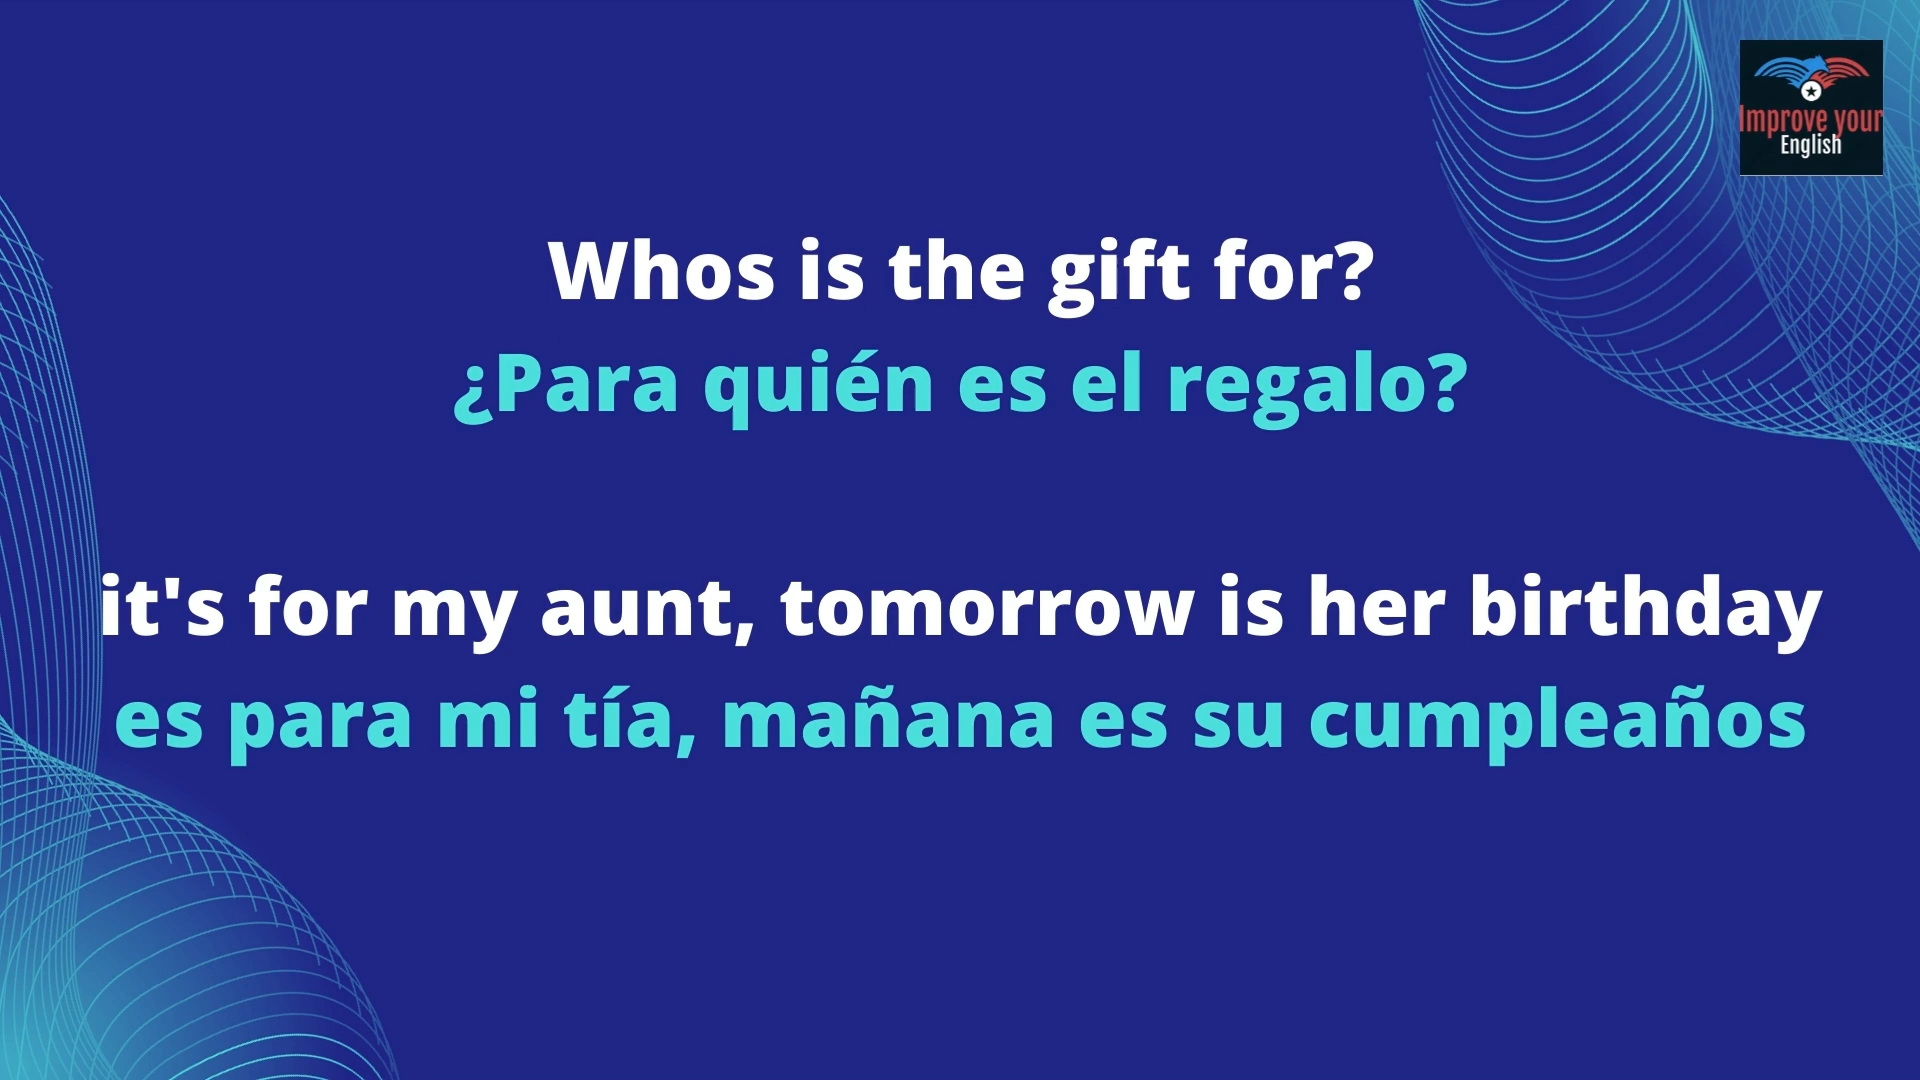 Improve your
English
Whos is the gift for?
¿Para quién es el regalo?
it's for my aunt, tomorrow is her birthday
es para mi tía, mañana es su cumpleaños